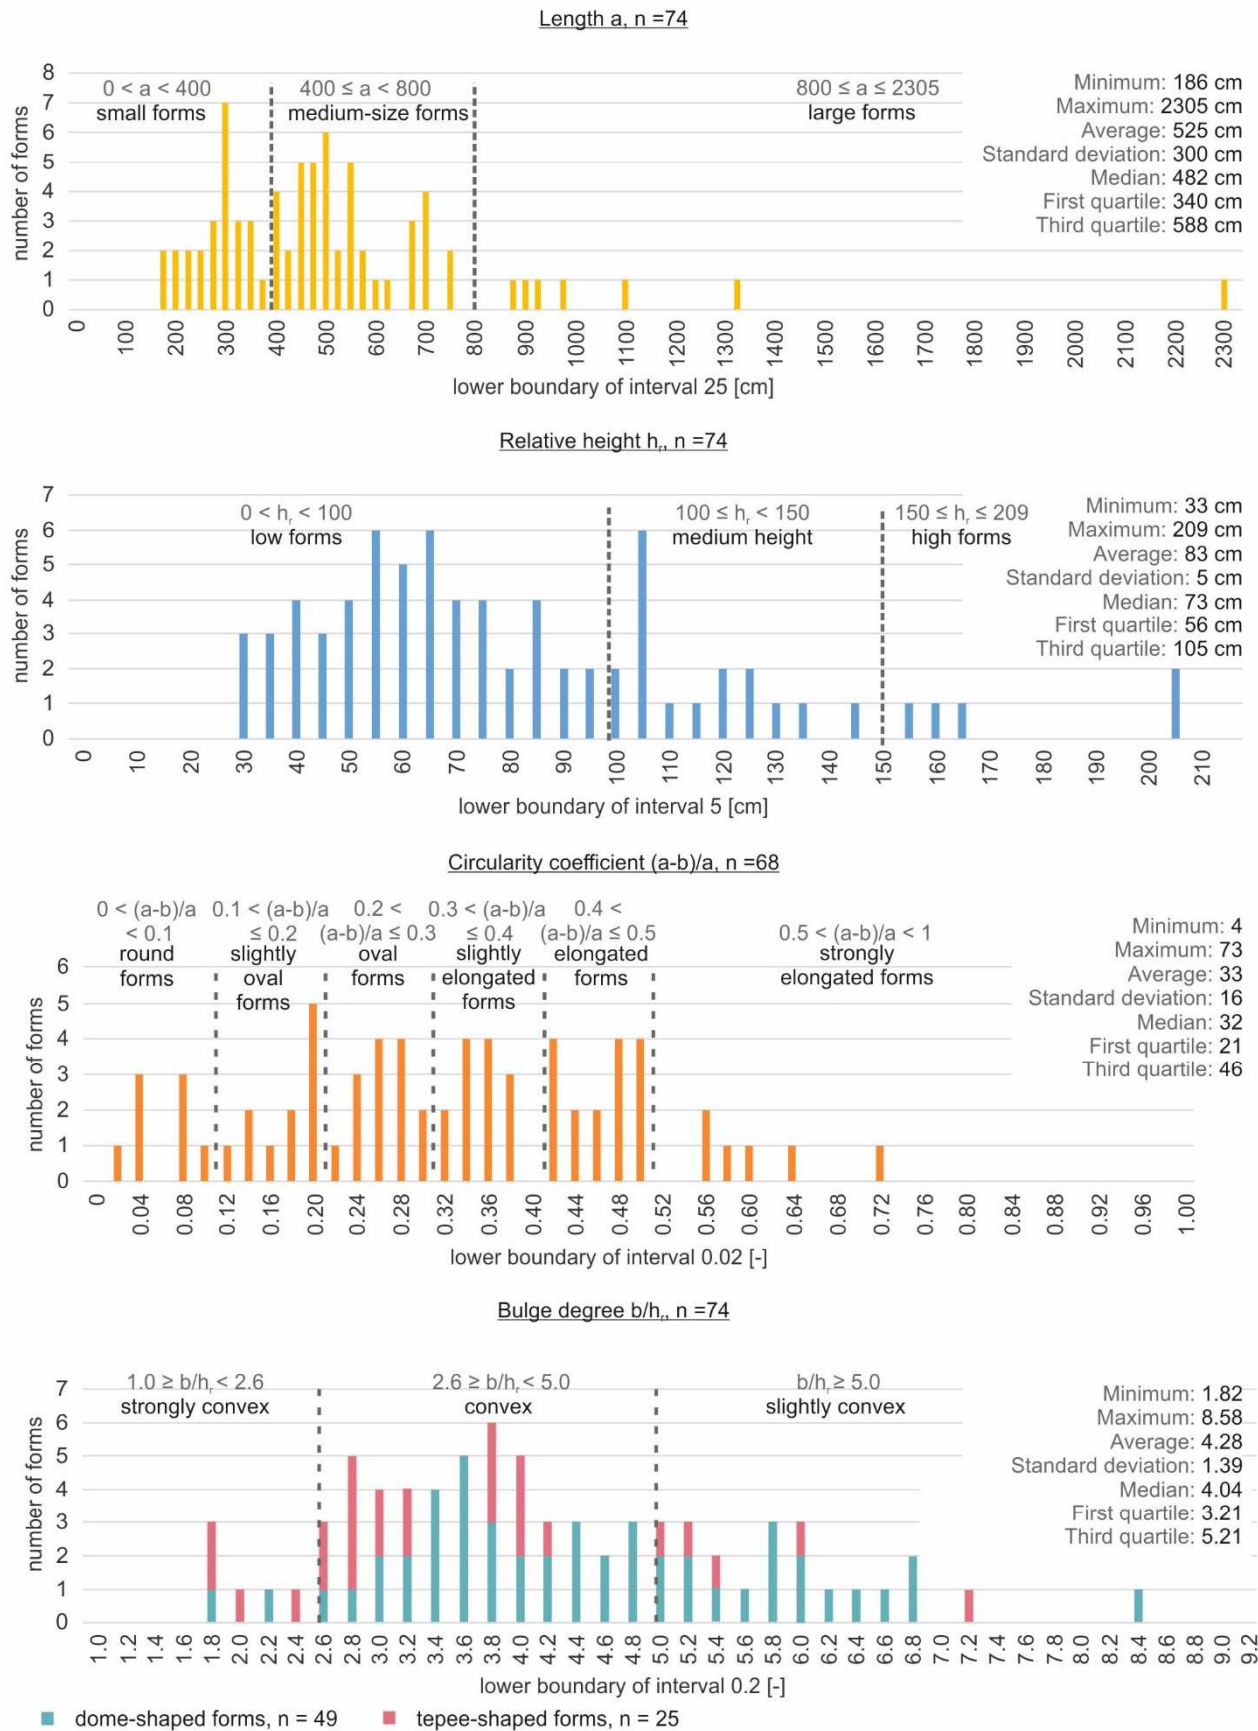 Length a, n =74
8
7
6
5
4
3
2
1
0
number of forms
0 < a < 400
small forms
400 ≤ a < 800
medium-size forms
800 ≤ a ≤ 2305
large forms
Minimum: 186 cm
Maximum: 2305 cm
Average: 525 cm
Standard deviation: 300 cm
Median: 482 cm
First quartile: 340 cm
Third quartile: 588 cm
0 100 200 300 400 500 600 700 800 900 1000 1100 1200 1300 1400 1500 1600 1700 1800 1900 2000 2100 2200 2300
lower boundary of interval 25 [cm]
Relative height hᵣ, n =74
7
6
5
4
3
2
1
0
number of forms
0 < hᵣ < 100
low forms
100 ≤ hᵣ < 150
medium height
150 ≤ hᵣ ≤ 209
high forms
Minimum: 33 cm
Maximum: 209 cm
Average: 83 cm
Standard deviation: 5 cm
Median: 73 cm
First quartile: 56 cm
Third quartile: 105 cm
0 10 20 30 40 50 60 70 80 90 100 110 120 130 140 150 160 170 180 190 200 210
lower boundary of interval 5 [cm]
Circularity coefficient (a-b)/a, n =68
6
5
4
3
2
1
0
number of forms
0 < (a-b)/a
< 0.1
round
forms
0.1 < (a-b)/a
≤ 0.2
slightly
oval
forms
0.2 <
(a-b)/a ≤ 0.3
oval
forms
0.3 < (a-b)/a
≤ 0.4
slightly
elongated
forms
0.4 <
(a-b)/a ≤ 0.5
elongated
forms
0.5 < (a-b)/a < 1
strongly
elongated forms
Minimum: 4
Maximum: 73
Average: 33
Standard deviation: 16
Median: 32
First quartile: 21
Third quartile: 46
0 0.04 0.08 0.12 0.16 0.20 0.24 0.28 0.32 0.36 0.40 0.44 0.48 0.52 0.56 0.60 0.64 0.68 0.72 0.76 0.80 0.84 0.88 0.92 0.96 1.00
lower boundary of interval 0.02 [-]
Bulge degree b/hᵣ, n =74
7
6
5
4
3
2
1
0
number of forms
1.0 ≥ b/hᵣ < 2.6
strongly convex
2.6 ≥ b/hᵣ < 5.0
convex
b/hᵣ ≥ 5.0
slightly convex
Minimum: 1.82
Maximum: 8.58
Average: 4.28
Standard deviation: 1.39
Median: 4.04
First quartile: 3.21
Third quartile: 5.21
1.0 1.2 1.4 1.6 1.8 2.0 2.2 2.4 2.6 2.8 3.0 3.2 3.4 3.6 3.8 4.0 4.2 4.4 4.6 4.8 5.0 5.2 5.4 5.6 5.8 6.0 6.2 6.4 6.6 6.8 7.0 7.2 7.4 7.6 7.8 8.0 8.2 8.4 8.6 8.8 9.0 9.2
lower boundary of interval 0.2 [-]
dome-shaped forms, n = 49
tepee-shaped forms, n = 25